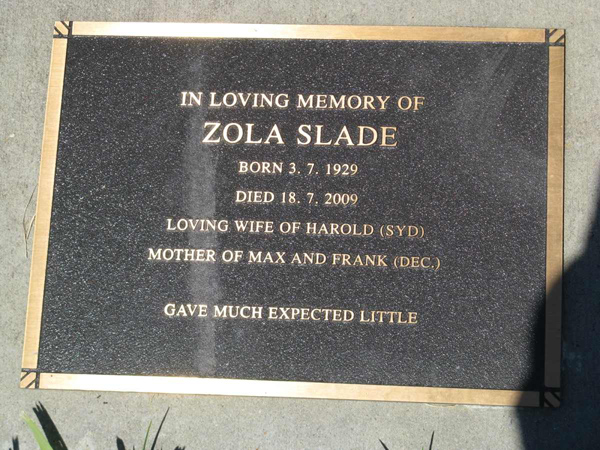 IN LOVING MEMORY OF
ZOLA SLADE
BORN 3. 7. 1929
DIED 18. 7. 2009
LOVING WIFE OF HAROLD (SYD)
MOTHER OF MAX AND FRANK (DEC.)
GAVE MUCH EXPECTED LITTLE